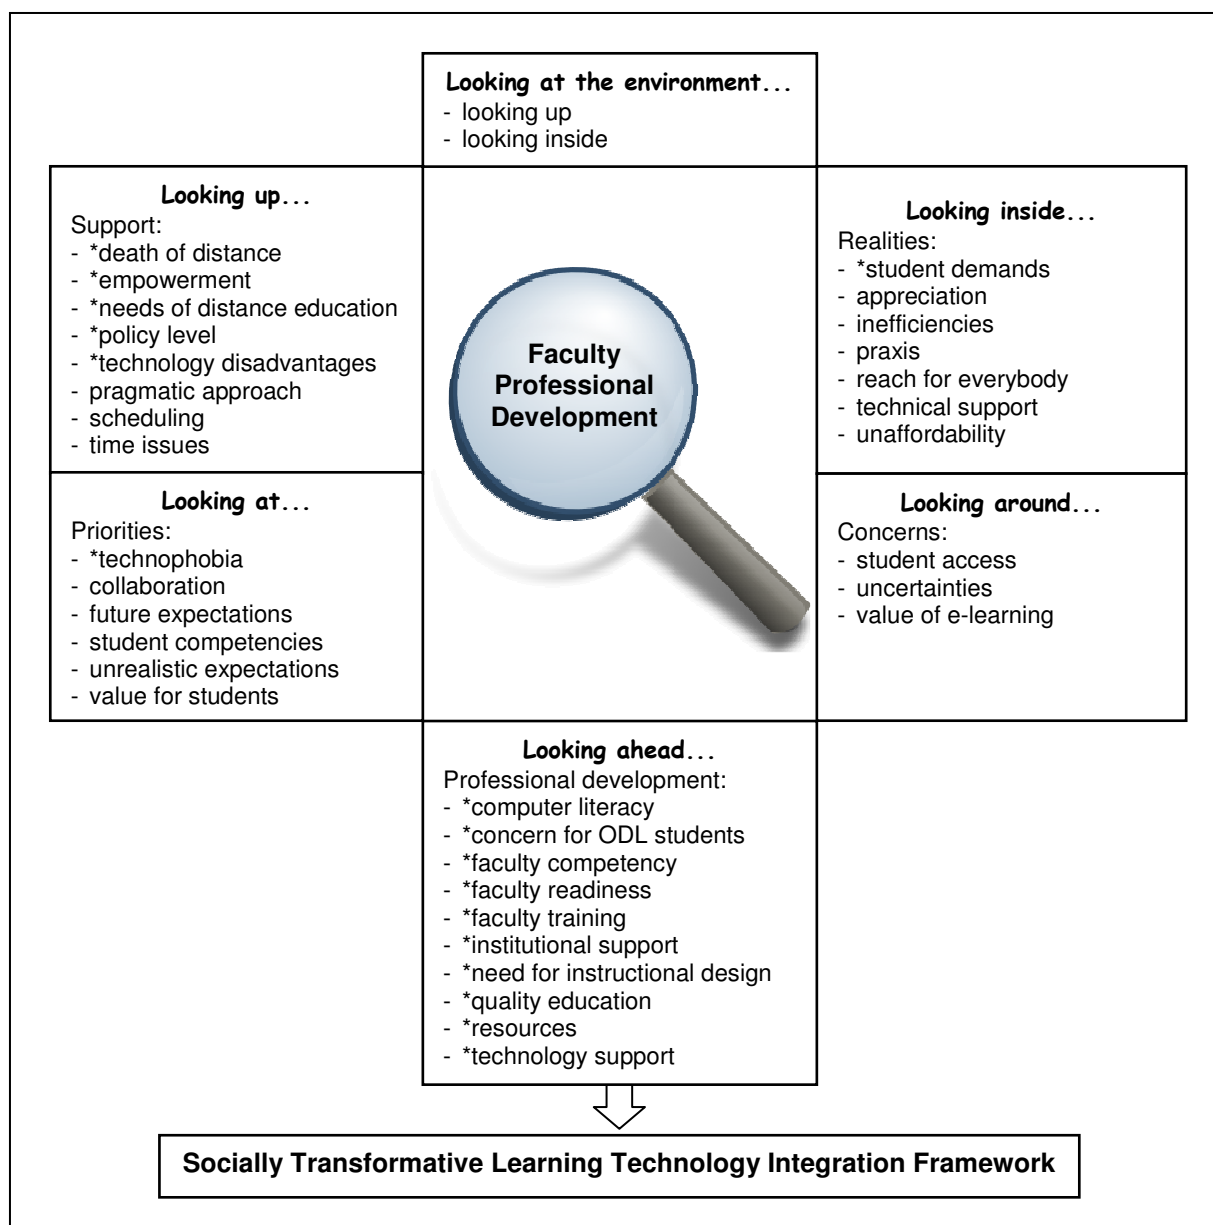 Looking at the environment...
- looking up
- looking inside
Looking up...
Support:
- *death of distance
- *empowerment
- *needs of distance education
- *policy level
- *technology disadvantages
- pragmatic approach
- scheduling
- time issues
Looking inside...
Realities:
- *student demands
- appreciation
- inefficiencies
- praxis
- reach for everybody
- technical support
- unaffordability
Faculty
Professional
Development
Looking at...
Priorities:
- *technophobia
- collaboration
- future expectations
- student competencies
- unrealistic expectations
- value for students
Looking around...
Concerns:
- student access
- uncertainties
- value of e-learning
Looking ahead...
Professional development:
- *computer literacy
- *concern for ODL students
- *faculty competency
- *faculty readiness
- *faculty training
- *institutional support
- *need for instructional design
- *quality education
- *resources
- *technology support
Socially Transformative Learning Technology Integration Framework